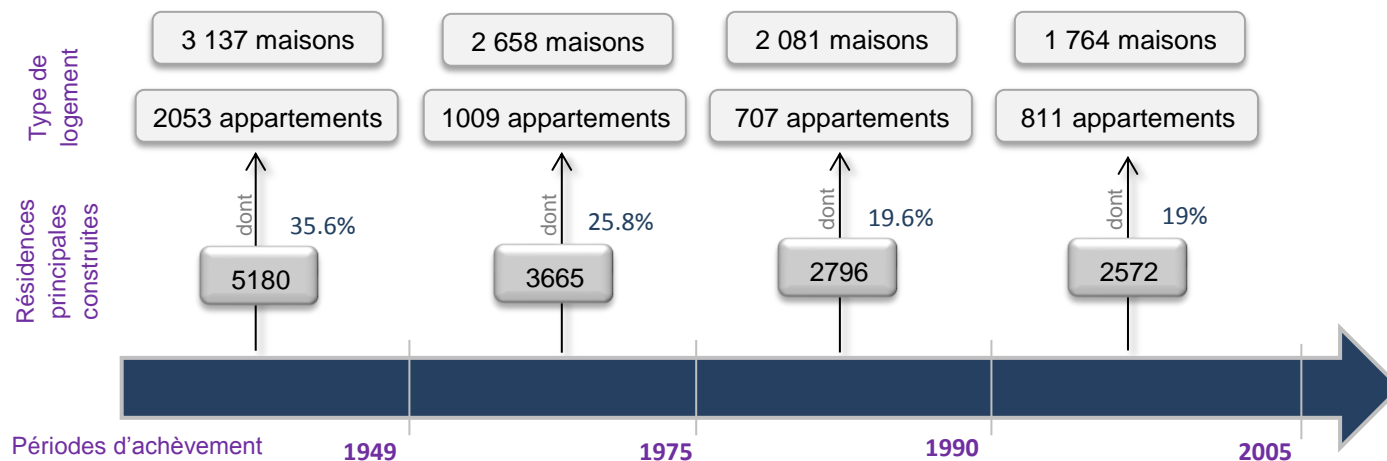 Type de
logement
3 137 maisons
2 658 maisons
2 081 maisons
1 764 maisons
2053 appartements
1009 appartements
707 appartements
811 appartements
Résidences
principales
construites
dont
35.6%
dont
25.8%
dont
19.6%
dont
19%
5180
3665
2796
2572
Périodes d'achèvement
1949
1975
1990
2005